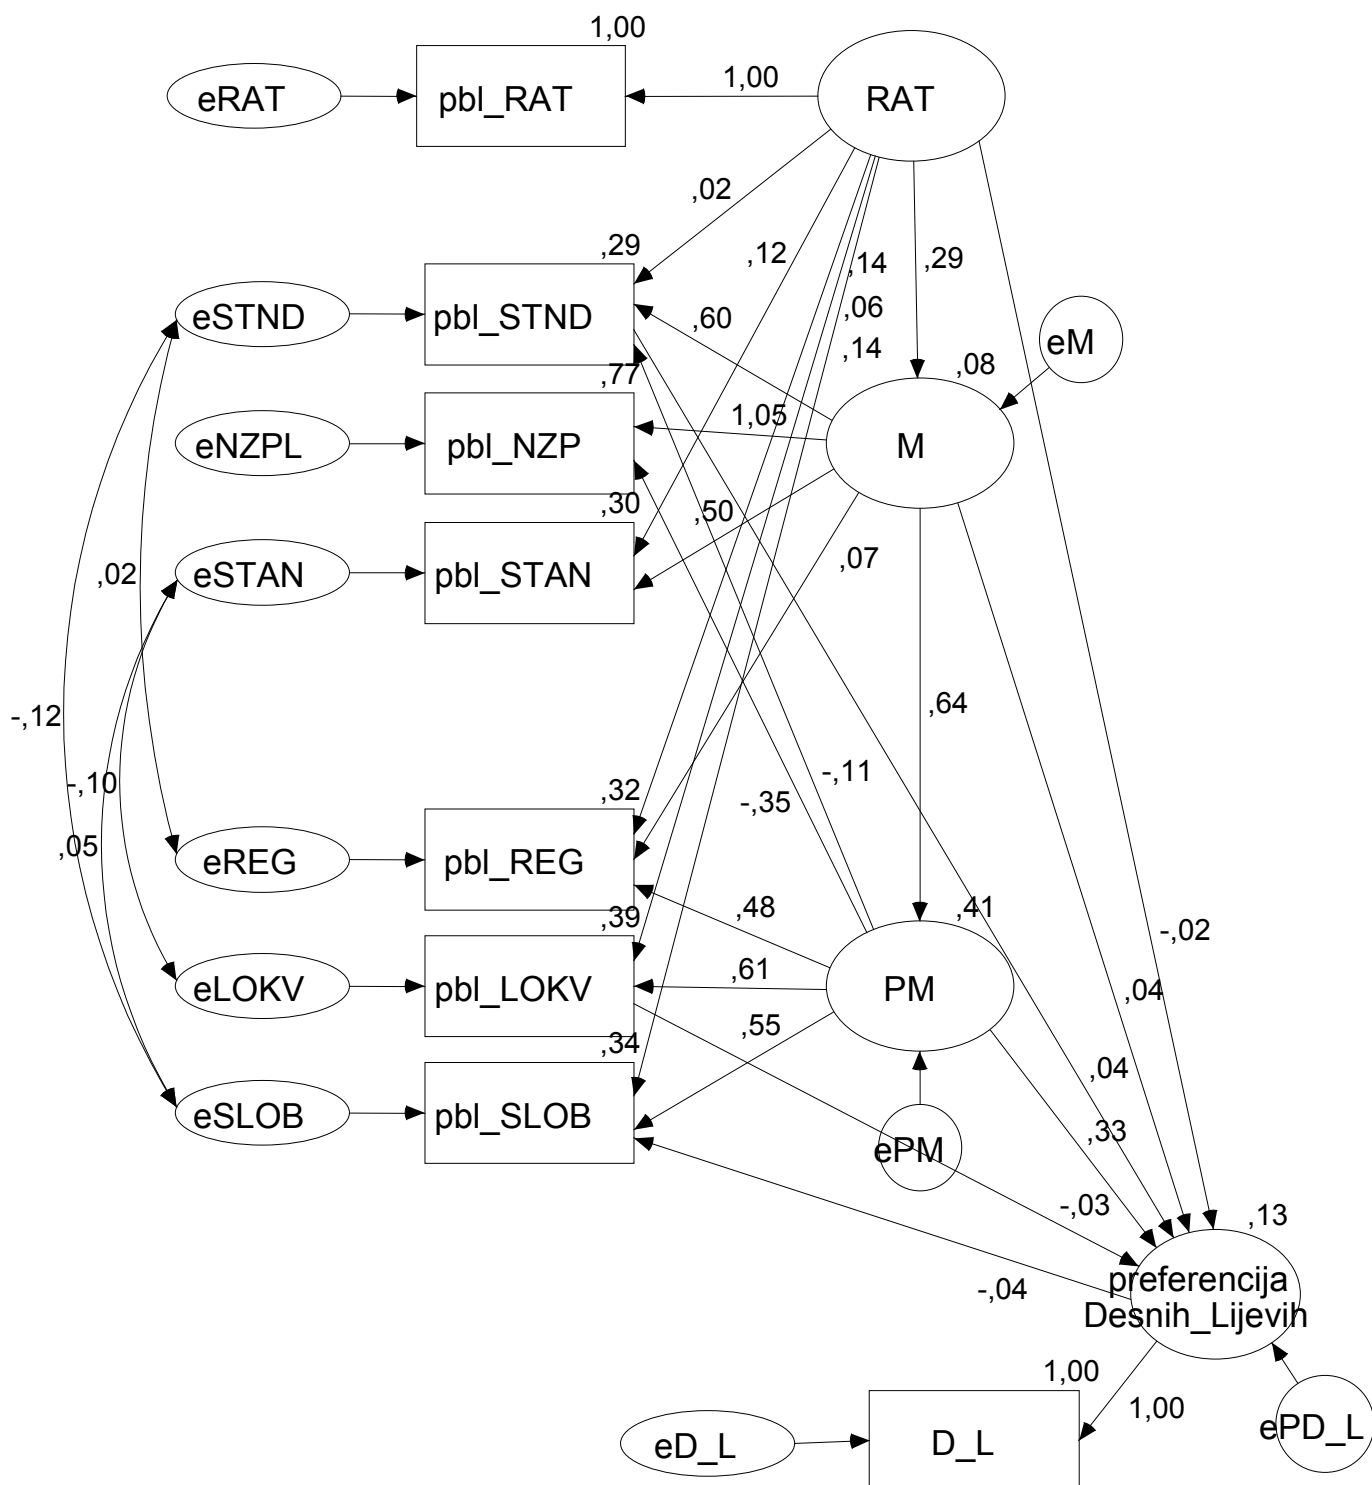 1,00
eRAT
pbl_RAT
1,00
RAT
,02
,29
,12
,14
,29
eSTND
pbl_STND
,60
,06
,14
eM
,77
,08
1,05
eNZPL
pbl_NZP
M
,30
,50
,07
,02
eSTAN
pbl_STAN
-,12
,64
-,10
,32
-,35
-,11
,05
eREG
pbl_REG
,39
,48
,41
-,02
eLOKV
pbl_LOKV
,61
PM
,04
,34
,55
,04
eSLOB
pbl_SLOB
,33
ePM
-,03
,13
-,04
preferencija
Desnih_Lijevih
1,00
1,00
eD_L
D_L
ePD_L